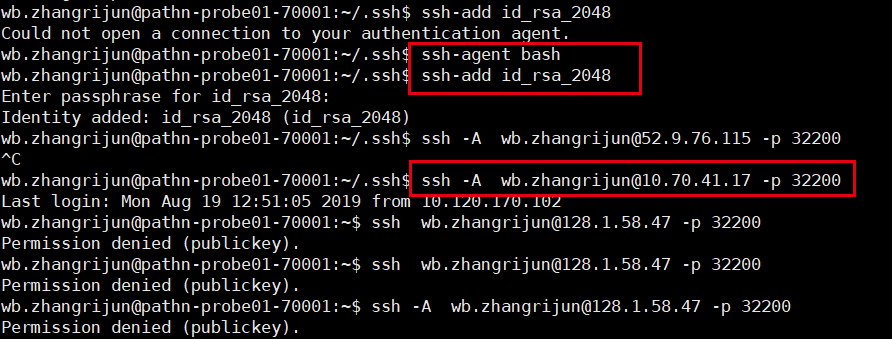 wb.zhangrijun@pathn-probe01-70001:~/.ssh$ ssh-add id_rsa_2048
Could not open a connection to your authentication agent.
wb.zhangrijun@pathn-probe01-70001:~/.ssh$ ssh-agent bash
wb.zhangrijun@pathn-probe01-70001:~/.ssh$ ssh-add id_rsa_2048
Enter passphrase for id_rsa_2048:
Identity added: id_rsa_2048 (id_rsa_2048)
wb.zhangrijun@pathn-probe01-70001:~/.ssh$ ssh -A  wb.zhangrijun@52.9.76.115 -p 32200
^C
wb.zhangrijun@pathn-probe01-70001:~/.ssh$ ssh -A  wb.zhangrijun@10.70.41.17 -p 32200
Last login: Mon Aug 19 12:51:05 2019 from 10.120.170.102
wb.zhangrijun@pathn-probe01-70001:~$ ssh  wb.zhangrijun@128.1.58.47 -p 32200
Permission denied (publickey).
wb.zhangrijun@pathn-probe01-70001:~$ ssh  wb.zhangrijun@128.1.58.47 -p 32200
Permission denied (publickey).
wb.zhangrijun@pathn-probe01-70001:~$ ssh -A  wb.zhangrijun@128.1.58.47 -p 32200
Permission denied (publickey).